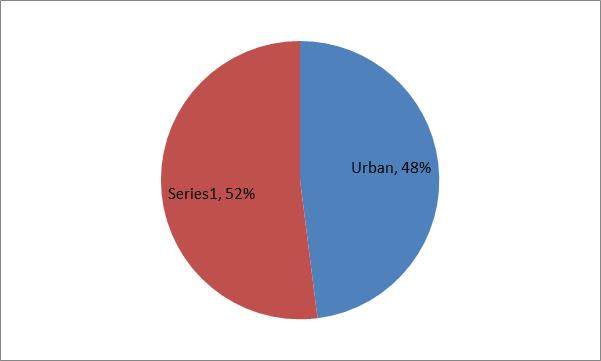 Urban, 48%
Series1, 52%